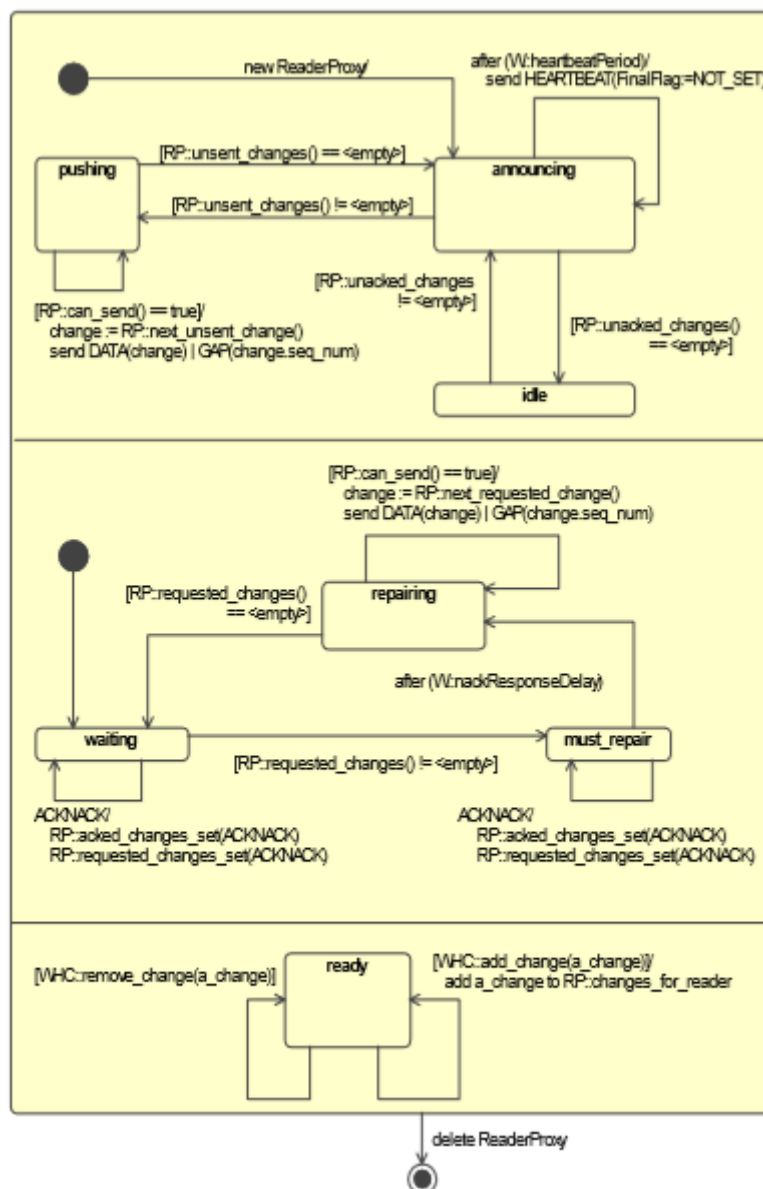 new ReaderProxy/
after (W::heartbeatPeriod)/
send HEARTBEAT(FinalFlag:=NOT_SET)
[RP::unsent_changes() == <empty>]
pushing
announcing
[RP::unsent_changes() != <empty>]
[RP::unacked_changes
!= <empty>]
[RP::can_send() == true]/
change := RP::next_unsent_change()
send DATA(change) | GAP(change.seq_num)
[RP::unacked_changes()
== <empty>]
idle
[RP::can_send() == true]/
change := RP::next_requested_change()
send DATA(change) | GAP(change.seq_num)
[RP::requested_changes()
== <empty>]
repairing
after (W::nackResponseDelay)
waiting
must_repair
[RP::requested_changes() != <empty>]
ACKNACK/
RP::acked_changes_set(ACKNACK)
RP::requested_changes_set(ACKNACK)
ACKNACK/
RP::acked_changes_set(ACKNACK)
RP::requested_changes_set(ACKNACK)
[WHC::remove_change(a_change)]
ready
[WHC::add_change(a_change)]/
add a_change to RP::changes_for_reader
delete ReaderProxy